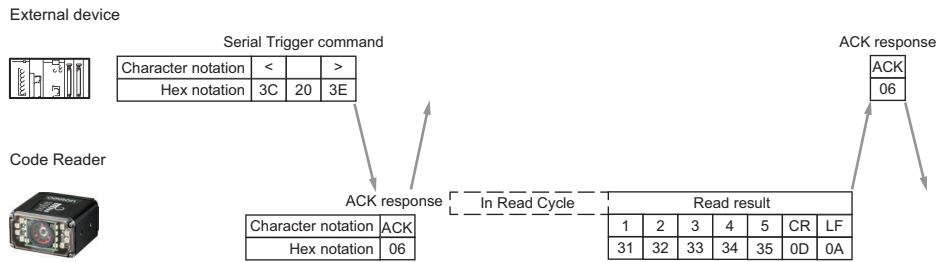 External device
Serial Trigger command
ACK response
Character notation < >
ACK
Hex notation 3C 20 3E
06
Code Reader
ACK response
In Read Cycle
Read result
Character notation ACK
1 2 3 4 5 CR LF
Hex notation 06
31 32 33 34 35 0D 0A